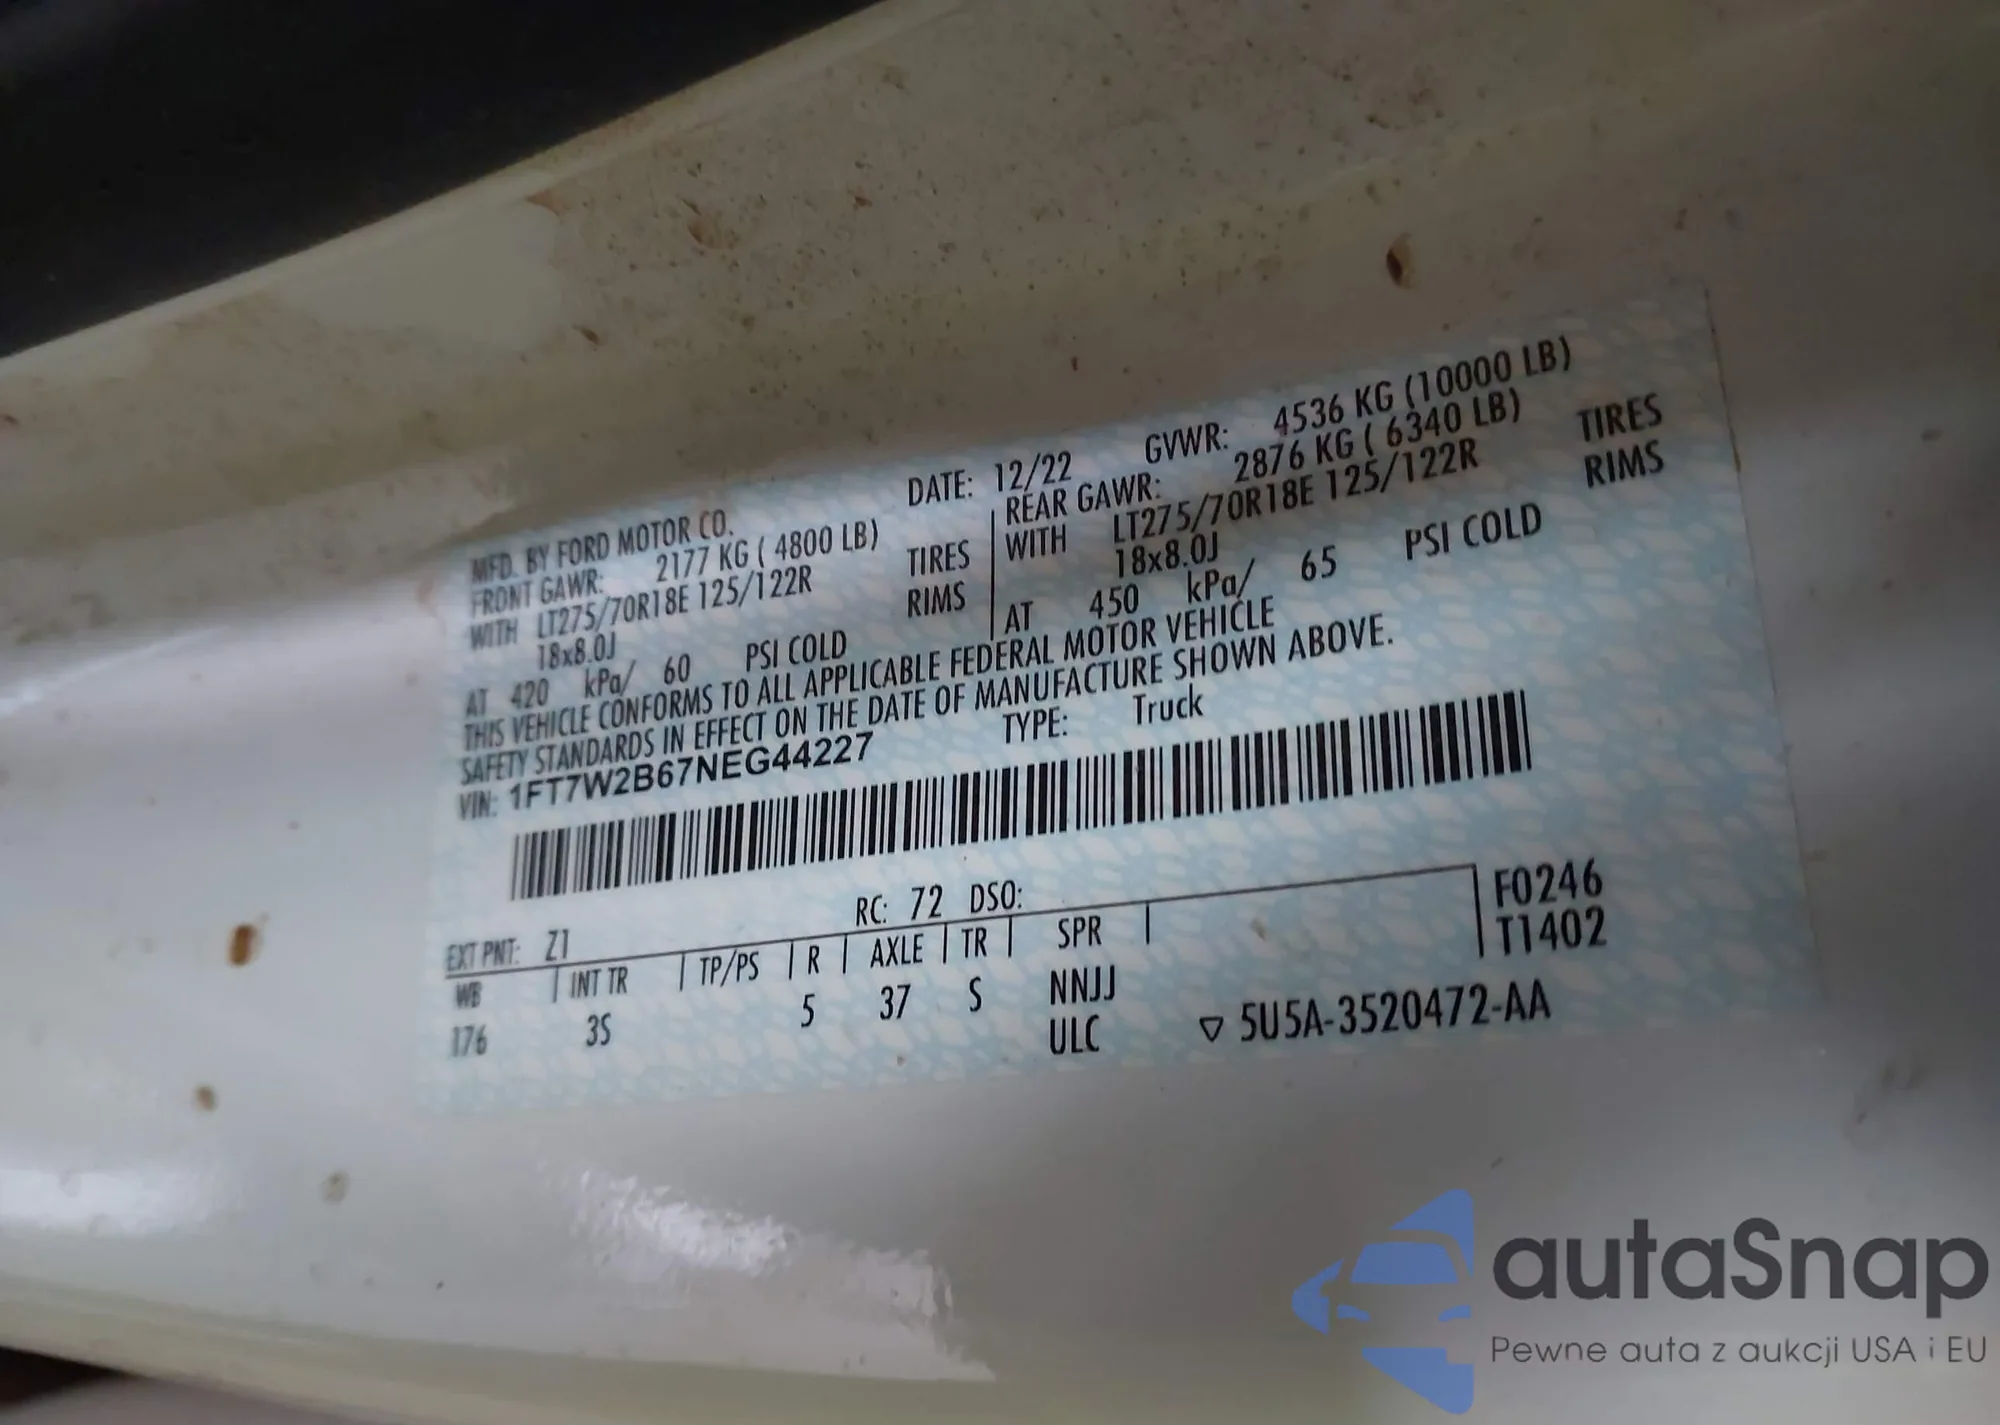 MFD. BY FORD MOTOR CO. DATE: 12/22 GVWR: 4536 KG (10000 LB)
FRONT GAWR: 2177 KG ( 4800 LB) REAR GAWR: 2876 KG ( 6340 LB)
WITH LT275/70R18E 125/122R TIRES WITH LT275/70R18E 125/122R TIRES
18x8.0J RIMS 18x8.0J RIMS
AT 420 kPa/ 60 PSI COLD AT 450 kPa/ 65 PSI COLD
THIS VEHICLE CONFORMS TO ALL APPLICABLE FEDERAL MOTOR VEHICLE
SAFETY STANDARDS IN EFFECT ON THE DATE OF MANUFACTURE SHOWN ABOVE.
VIN: 1FT7W2B67NEG44227 TYPE: Truck
EXT PNT: Z1 RC: 72 DSO: F0246
WB INT TR TP/PS R AXLE TR SPR T1402
176 3S 5 37 S NNJJ
ULC ▽ 5U5A-3520472-AA
autaSnap
Pewne auta z aukcji USA i EU